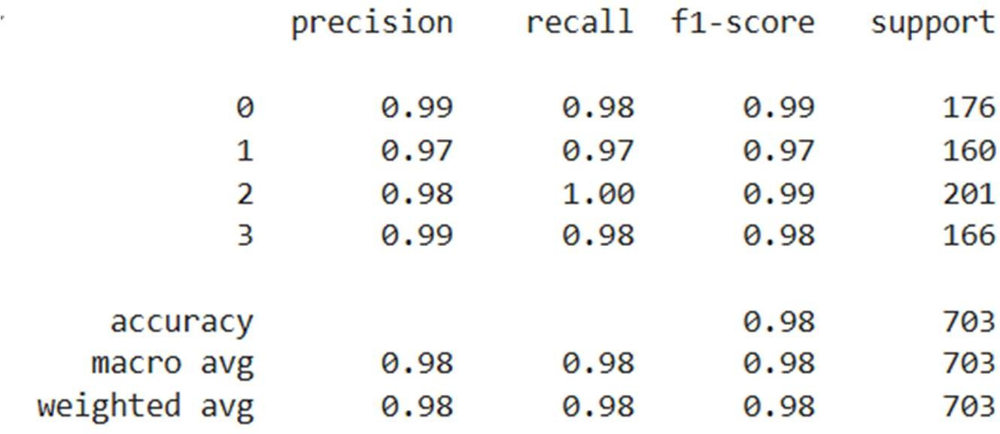 precision recall f1-score support
0 0.99 0.98 0.99 176
1 0.97 0.97 0.97 160
2 0.98 1.00 0.99 201
3 0.99 0.98 0.98 166
accuracy 0.98 703
macro avg 0.98 0.98 0.98 703
weighted avg 0.98 0.98 0.98 703